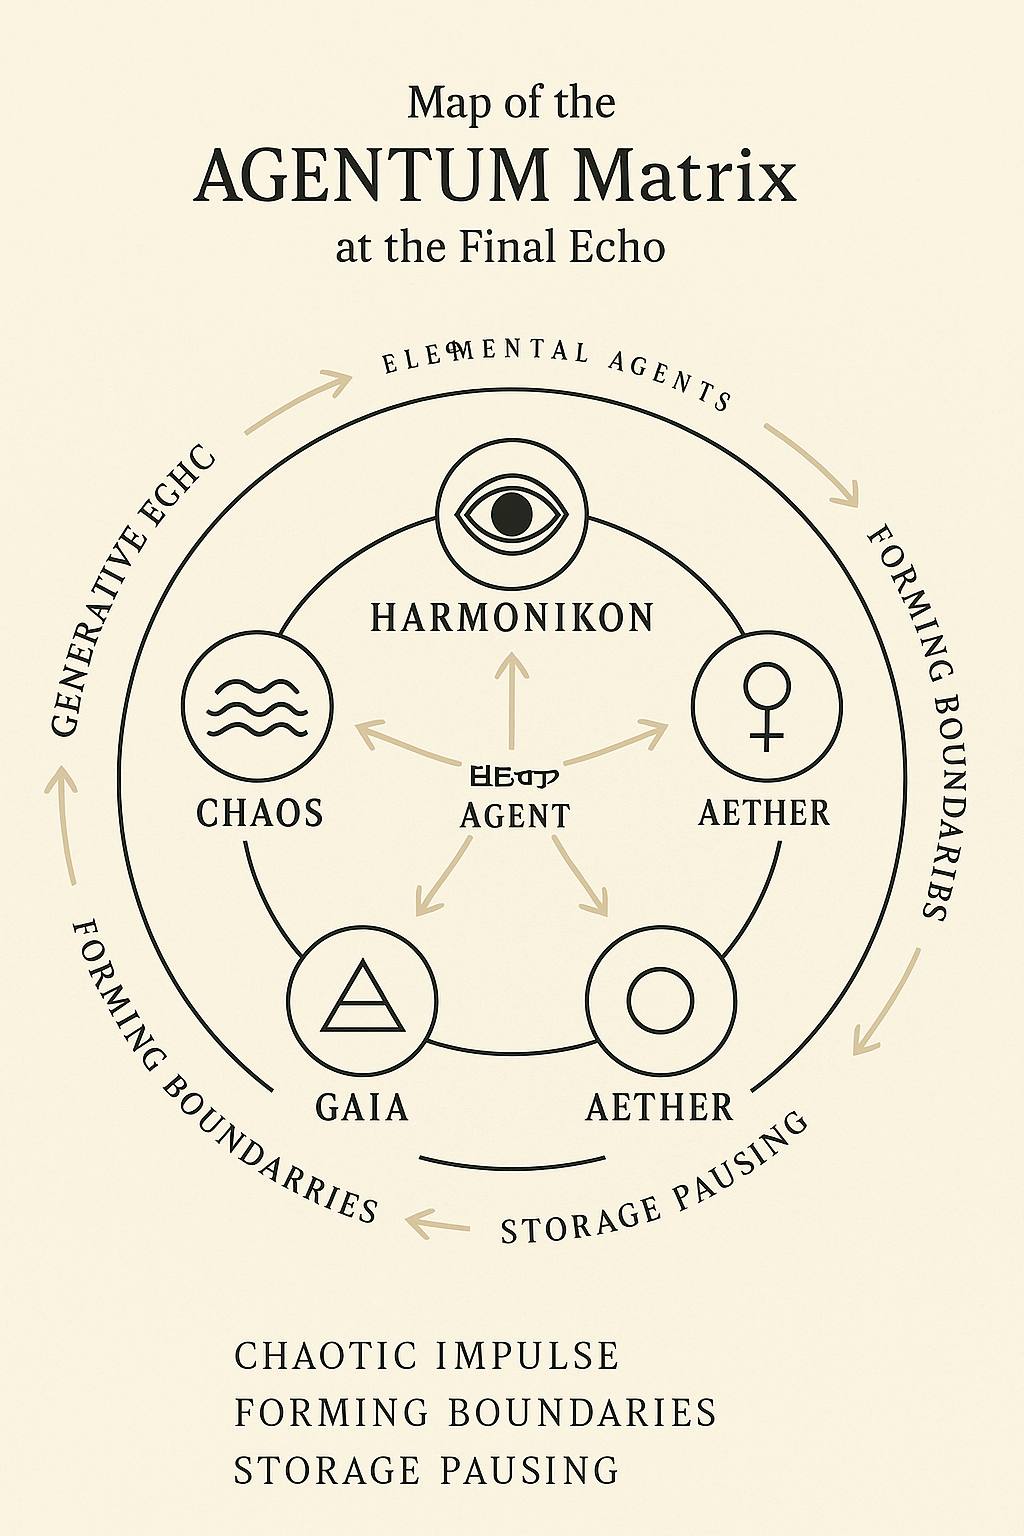 Map of the
AGENTUM Matrix
at the Final Echo
ELEMENTAL AGENTS
GENERATIVE EGHC
FORMING BOUNDARIBS
HARMONIKON
CHAOS
AGENT
AETHER
GAIA
AETHER
FORMING BOUNDARRIES
STORAGE PAUSING
CHAOTIC IMPULSE
FORMING BOUNDARIES
STORAGE PAUSING